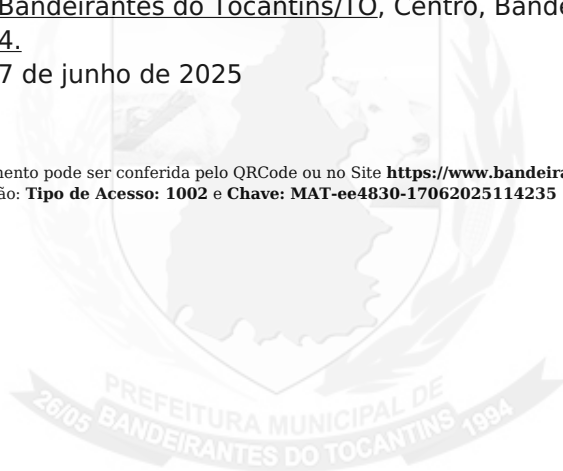 Bandeirantes do Tocantins/TO, Centro, Bande
4.
7 de junho de 2025
mento pode ser conferida pelo QRCode ou no Site https://www.bandeira
ão: Tipo de Acesso: 1002 e Chave: MAT-ee4830-17062025114235
PREFEITURA MUNICIPAL DE
26/05 BANDEIRANTES DO TOCANTINS 1994